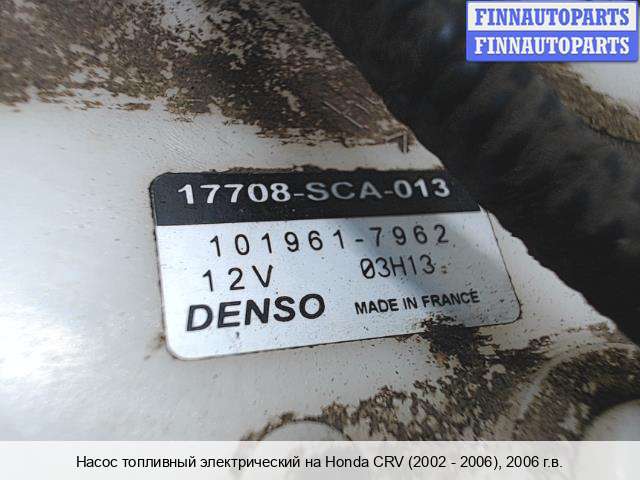 FINNAUTOPARTS
FINNAUTOPARTS
17708-SCA-013
101961-7962
12V 03H13
DENSO MADE IN FRANCE
Насос топливный электрический на Honda CRV (2002 - 2006), 2006 г.в.